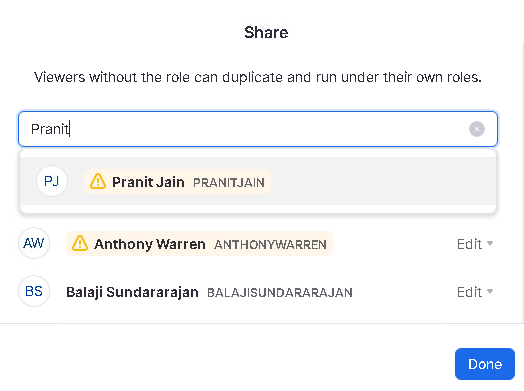 Share
Viewers without the role can duplicate and run under their own roles.
Pranit
PJ Pranit Jain PRANITJAIN
AW Anthony Warren ANTHONYWARREN Edit
BS Balaji Sundararajan BALAJISUNDARARAJAN Edit
Done